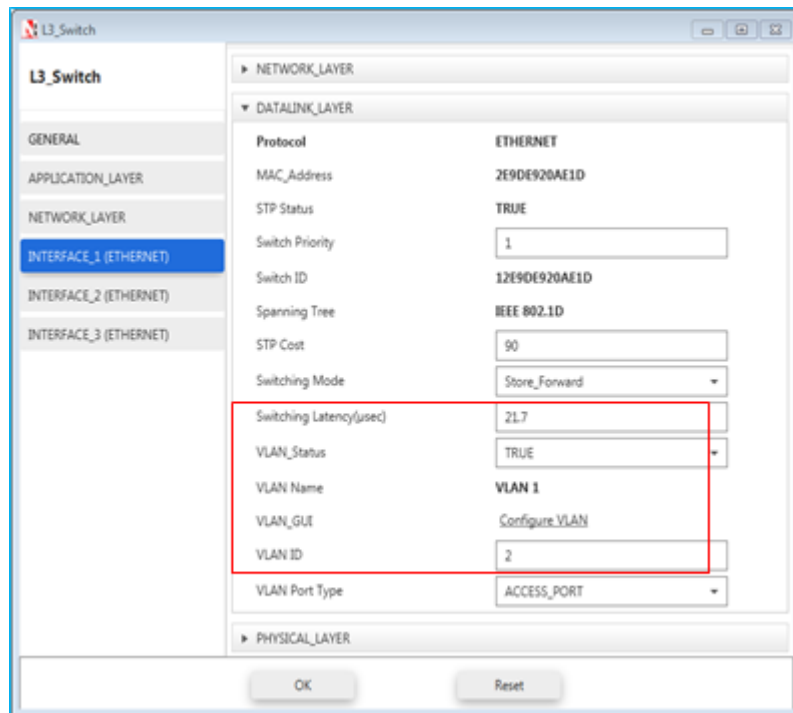 L3_Switch
L3_Switch
GENERAL
APPLICATION_LAYER
NETWORK_LAYER
INTERFACE_1 (ETHERNET)
INTERFACE_2 (ETHERNET)
INTERFACE_3 (ETHERNET)
NETWORK_LAYER
DATALINK_LAYER
Protocol ETHERNET
MAC_Address 2E9DE920AE1D
STP Status TRUE
Switch Priority 1
Switch ID 12E9DE920AE1D
Spanning Tree IEEE 802.1D
STP Cost 90
Switching Mode Store_Forward
Switching Latency(µsec) 21.7
VLAN_Status TRUE
VLAN Name VLAN 1
VLAN_GUI Configure VLAN
VLAN ID 2
VLAN Port Type ACCESS_PORT
PHYSICAL_LAYER
OK Reset